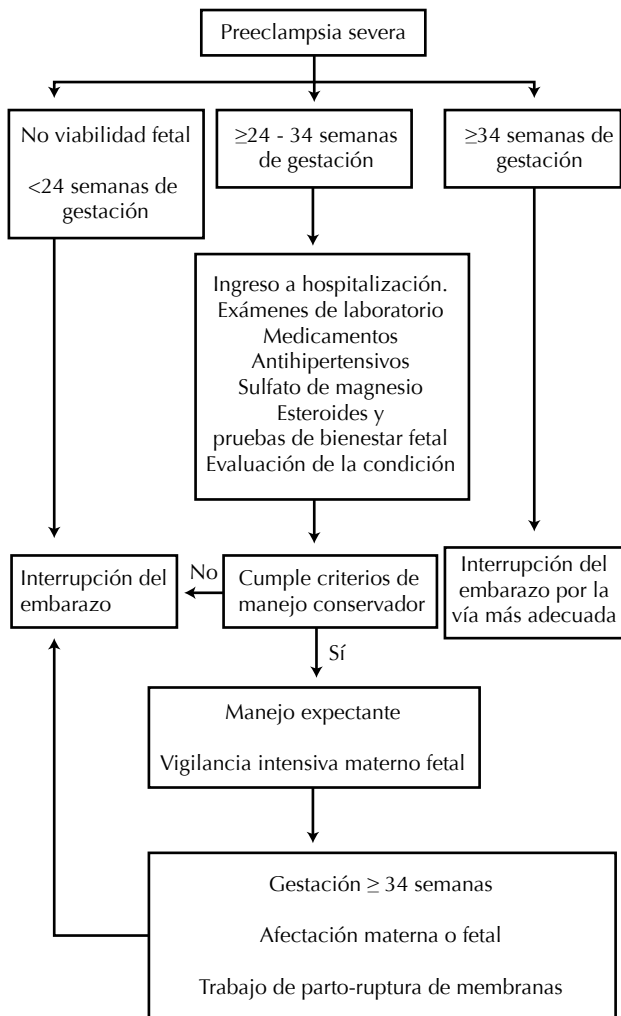 Preeclampsia severa
No viabilidad fetal
<24 semanas de
gestación
≥24 - 34 semanas
de gestación
≥34 semanas de
gestación
Ingreso a hospitalización.
Exámenes de laboratorio
Medicamentos
Antihipertensivos
Sulfato de magnesio
Esteroides y
pruebas de bienestar fetal
Evaluación de la condición
Interrupción del
embarazo
No
Cumple criterios de
manejo conservador
Interrupción del
embarazo por la
vía más adecuada
Sí
Manejo expectante
Vigilancia intensiva materno fetal
Gestación ≥ 34 semanas
Afectación materna o fetal
Trabajo de parto-ruptura de membranas